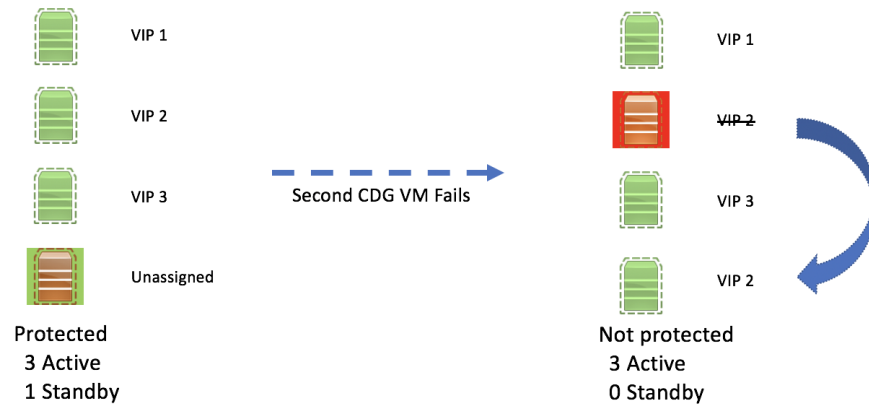 VIP 1
VIP 2
VIP 3
Unassigned
Protected
3 Active
1 Standby
Second CDG VM Fails
VIP 1
VIP 2
VIP 3
VIP 2
Not protected
3 Active
0 Standby